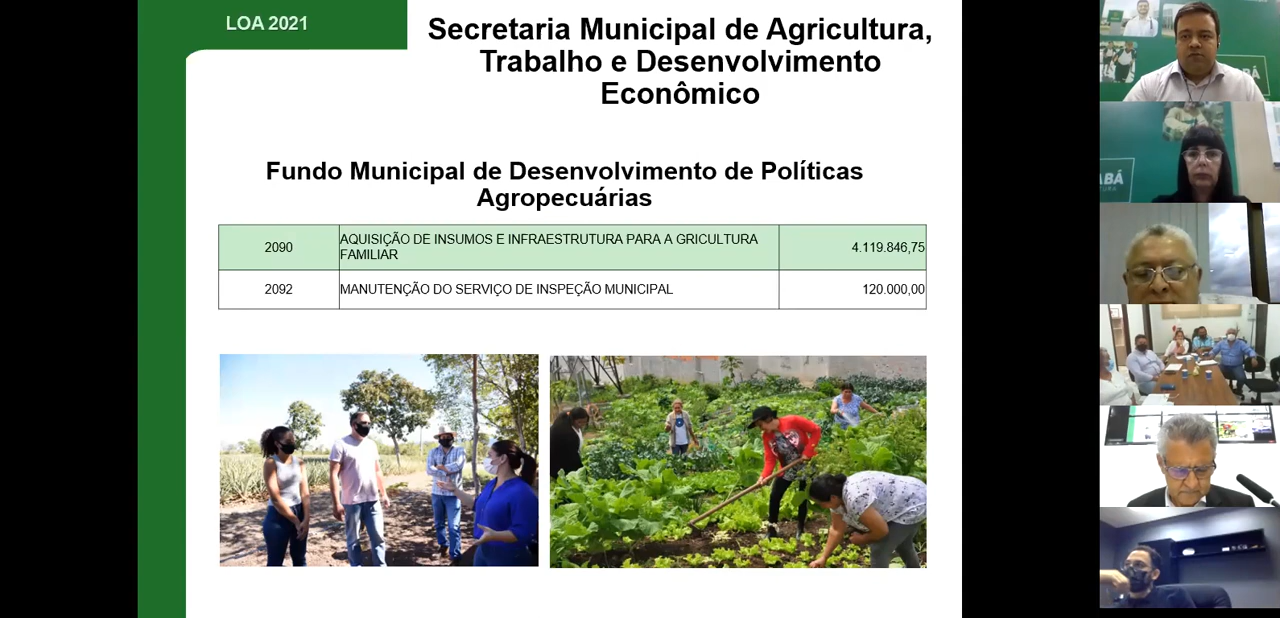 LOA 2021
Secretaria Municipal de Agricultura,
Trabalho e Desenvolvimento
Econômico
Fundo Municipal de Desenvolvimento de Políticas
Agropecuárias
2090
AQUISIÇÃO DE INSUMOS E INFRAESTRUTURA PARA A GRICULTURA
FAMILIAR
4.119.846,75
2092
MANUTENÇÃO DO SERVIÇO DE INSPEÇÃO MUNICIPAL
120.000,00